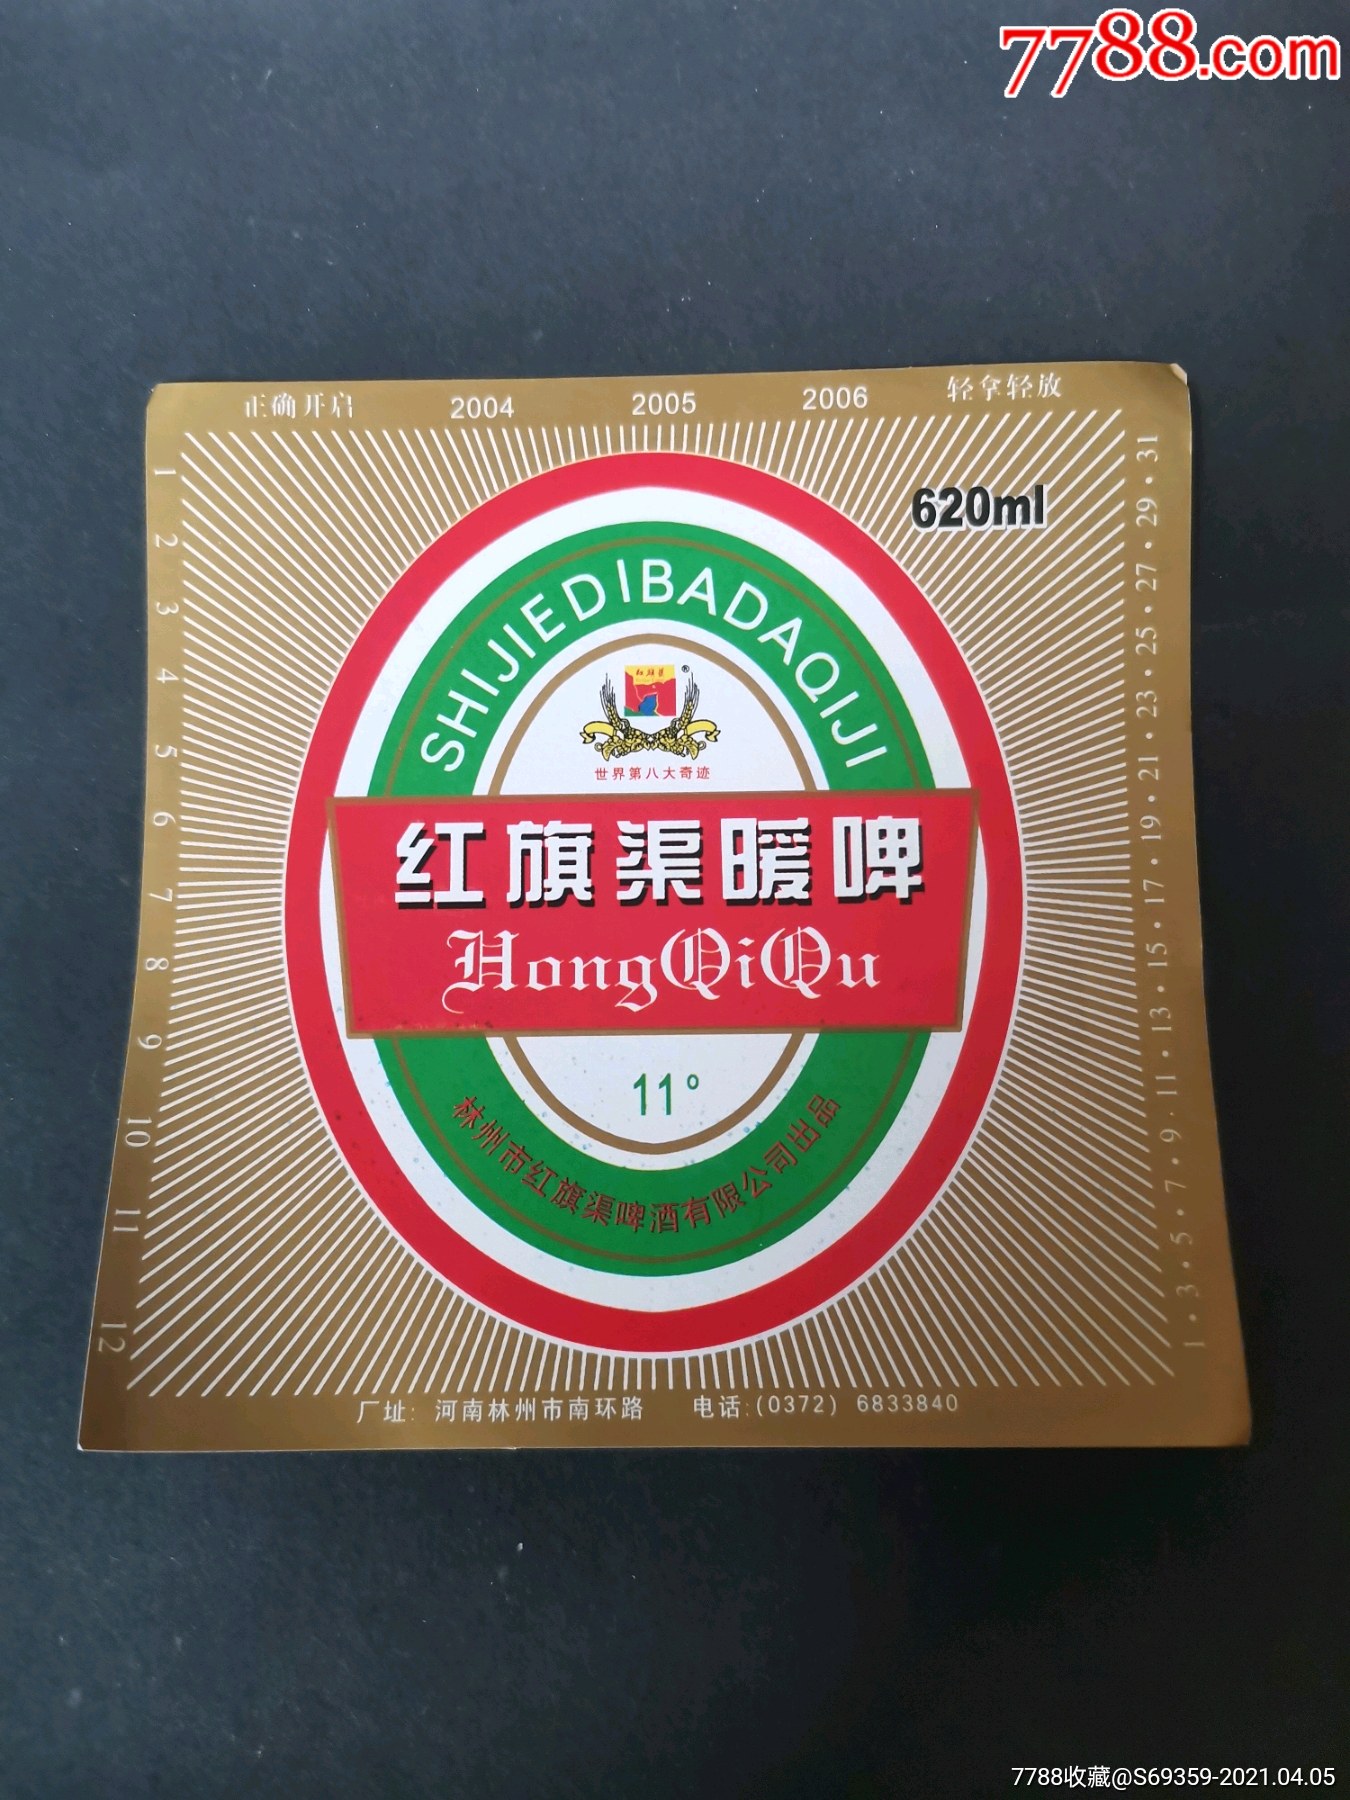 7788.com
正确开启 2004 2005 2006 轻拿轻放
620ml
1
2
3
4
5
6
7
8
9
10
11
12
1·3·5·7·9·11·13·15·17·19·21·23·25·27·29·31
SHIJIEDIBADAQIJI
红旗渠
®
世界第八大奇迹
红旗渠暖啤
HongQiQu
11°
林州市红旗渠啤酒有限公司出品
厂址: 河南林州市南环路 电话:(0372) 6833840
7788收藏@S69359-2021.04.05